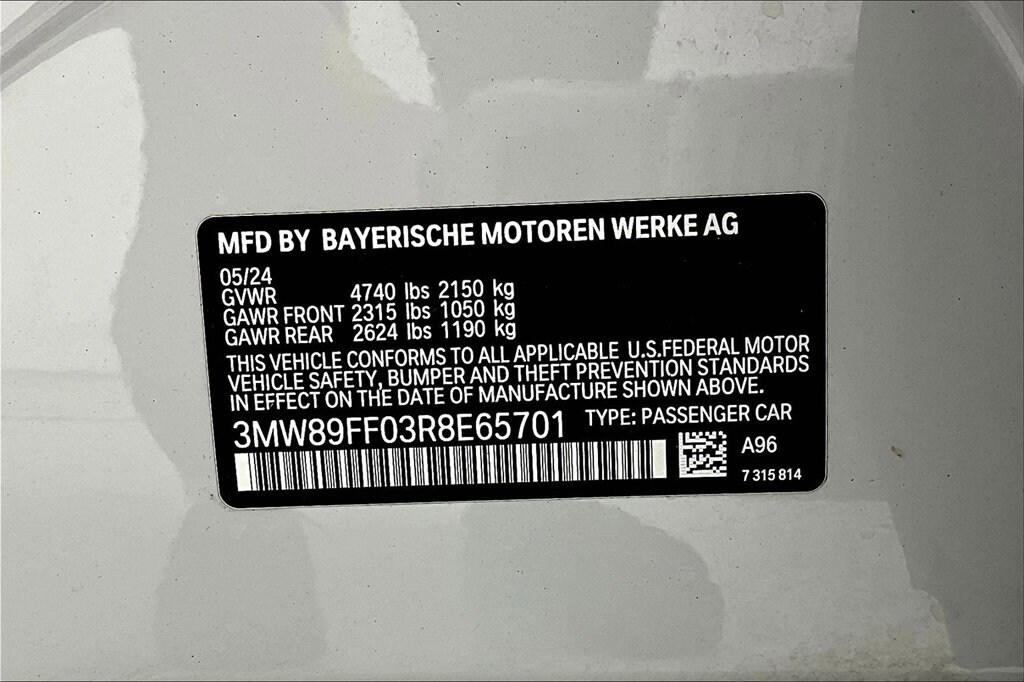 MFD BY BAYERISCHE MOTOREN WERKE AG
05/24
GVWR 4740 lbs 2150 kg
GAWR FRONT 2315 lbs 1050 kg
GAWR REAR 2624 lbs 1190 kg
THIS VEHICLE CONFORMS TO ALL APPLICABLE U.S.FEDERAL MOTOR
VEHICLE SAFETY, BUMPER AND THEFT PREVENTION STANDARDS
IN EFFECT ON THE DATE OF MANUFACTURE SHOWN ABOVE.
3MW89FF03R8E65701 TYPE: PASSENGER CAR
A96
7 315 814